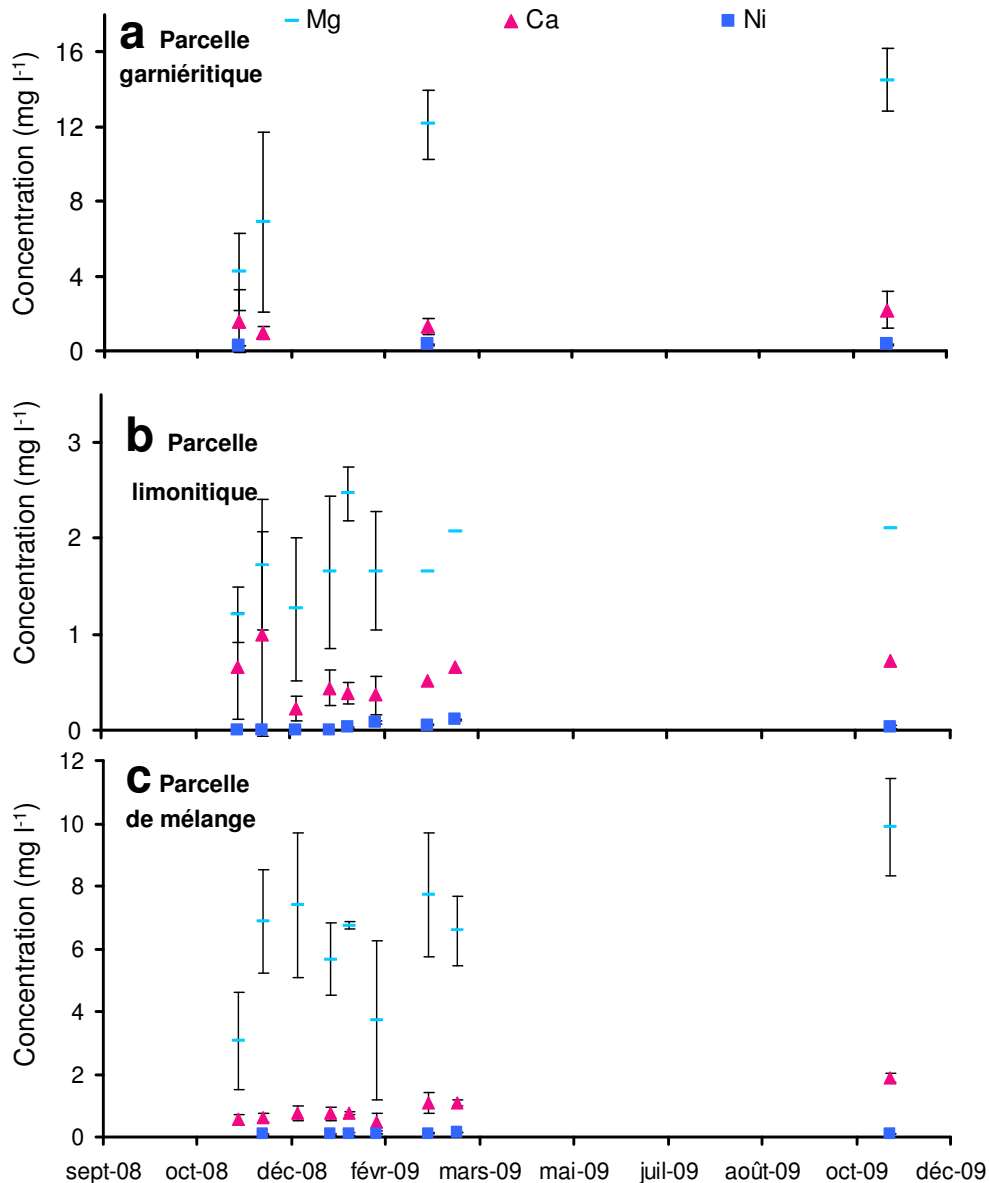 Mg Ca Ni
a Parcelle
garniéritique
Concentration (mg l-1)
16
12
8
4
0
b Parcelle
limonitique
Concentration (mg l-1)
3
2
1
0
c Parcelle
de mélange
Concentration (mg l-1)
12
10
8
6
4
2
0
sept-08 oct-08 déc-08 févr-09 mars-09 mai-09 juil-09 août-09 oct-09 déc-09